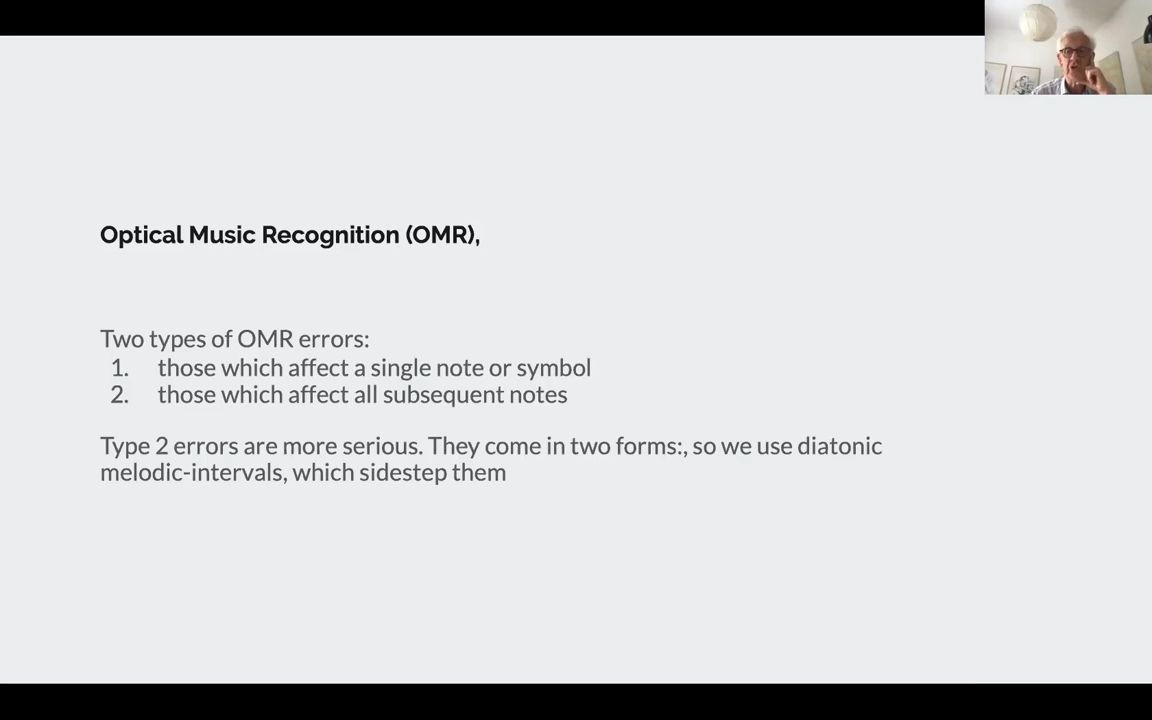 Optical Music Recognition (OMR),
Two types of OMR errors:
1. those which affect a single note or symbol
2. those which affect all subsequent notes
Type 2 errors are more serious. They come in two forms:, so we use diatonic
melodic-intervals, which sidestep them